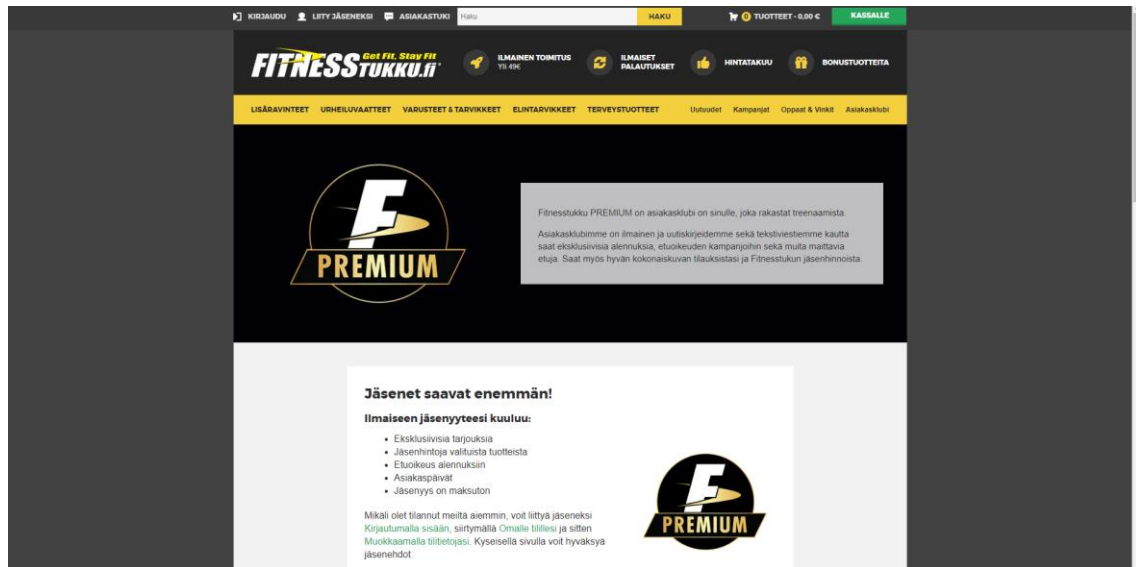 KIRJAUDU LIITY JÄSENEKSI ASIAKASTUKI Haku HAKU 0 TUOTTEET - 0,00 € KASSALLE
FITNESSTUKKU.fi Get Fit, Stay Fit
ILMAINEN TOIMITUS
Yli 49€
ILMAISET
PALAUTUKSET
HINTATAKUU
BONUSTUOTTEITA
LISÄRAVINTEET URHEILUVAATTEET VARUSTEET & TARVIKKEET ELINTARVIKKEET TERVEYSTUOTTEET Uutuudet Kampanjat Oppaat & Vinkit Asiakasklubi
F
PREMIUM
Fitnesstukku PREMIUM on asiakasklubi on sinulle, joka rakastat treenaamista.
Asiakasklubimme on ilmainen ja uutiskirjeidemme sekä tekstiviestiemme kautta
saat eksklusiivisia alennuksia, etuoikeuden kampanjoihin sekä muita maittavia
etuja. Saat myös hyvän kokonaiskuvan tilauksistasi ja Fitnesstukun jäsenhinnoista.
Jäsenet saavat enemmän!
Ilmaiseen jäsenyyteesi kuuluu:
• Eksklusiivisia tarjouksia
• Jäsenhintoja valituista tuotteista
• Etuoikeus alennuksiin
• Asiakaspäivät
• Jäsenyys on maksuton
Mikäli olet tilannut meiltä aiemmin, voit liittyä jäseneksi
Kirjautumalla sisään, siirtymällä Omalle tilillesi ja sitten
Muokkaamalla tilitietojasi. Kyseisellä sivulla voit hyväksyä
jäsenehdot.
F
PREMIUM